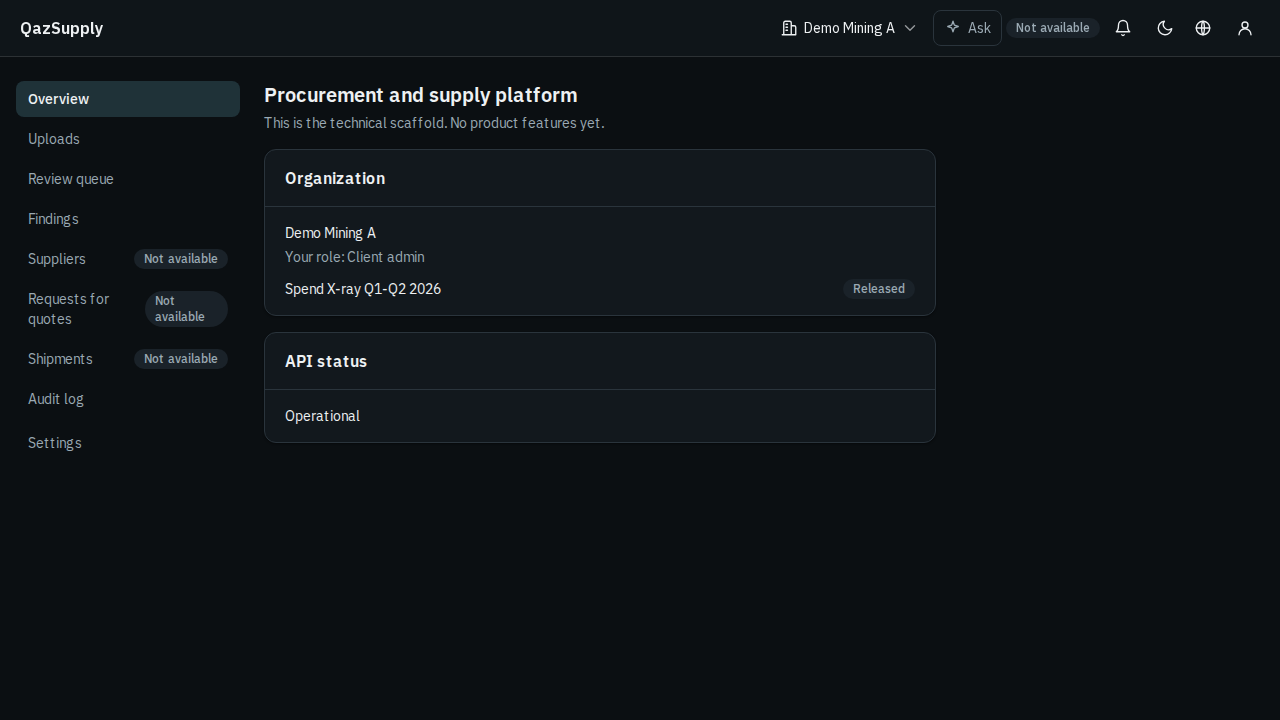 QazSupply
Demo Mining A
Ask
Not available
Overview
Uploads
Review queue
Findings
Suppliers
Not available
Requests for
quotes
Not
available
Shipments
Not available
Audit log
Settings
Procurement and supply platform
This is the technical scaffold. No product features yet.
Organization
Demo Mining A
Your role: Client admin
Spend X-ray Q1-Q2 2026
Released
API status
Operational